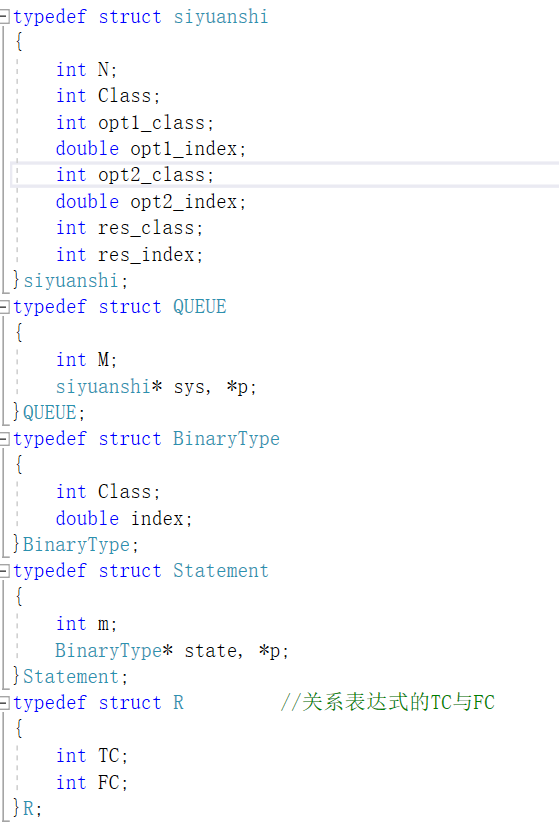 typedef struct siyuanshi
{
    int N;
    int Class;
    int opt1_class;
    double opt1_index;
    int opt2_class;
    double opt2_index;
    int res_class;
    int res_index;
}siyuanshi;
typedef struct QUEUE
{
    int M;
    siyuanshi* sys, *p;
}QUEUE;
typedef struct BinaryType
{
    int Class;
    double index;
}BinaryType;
typedef struct Statement
{
    int m;
    BinaryType* state, *p;
}Statement;
typedef struct R         //关系表达式的TC与FC
{
    int TC;
    int FC;
}R;